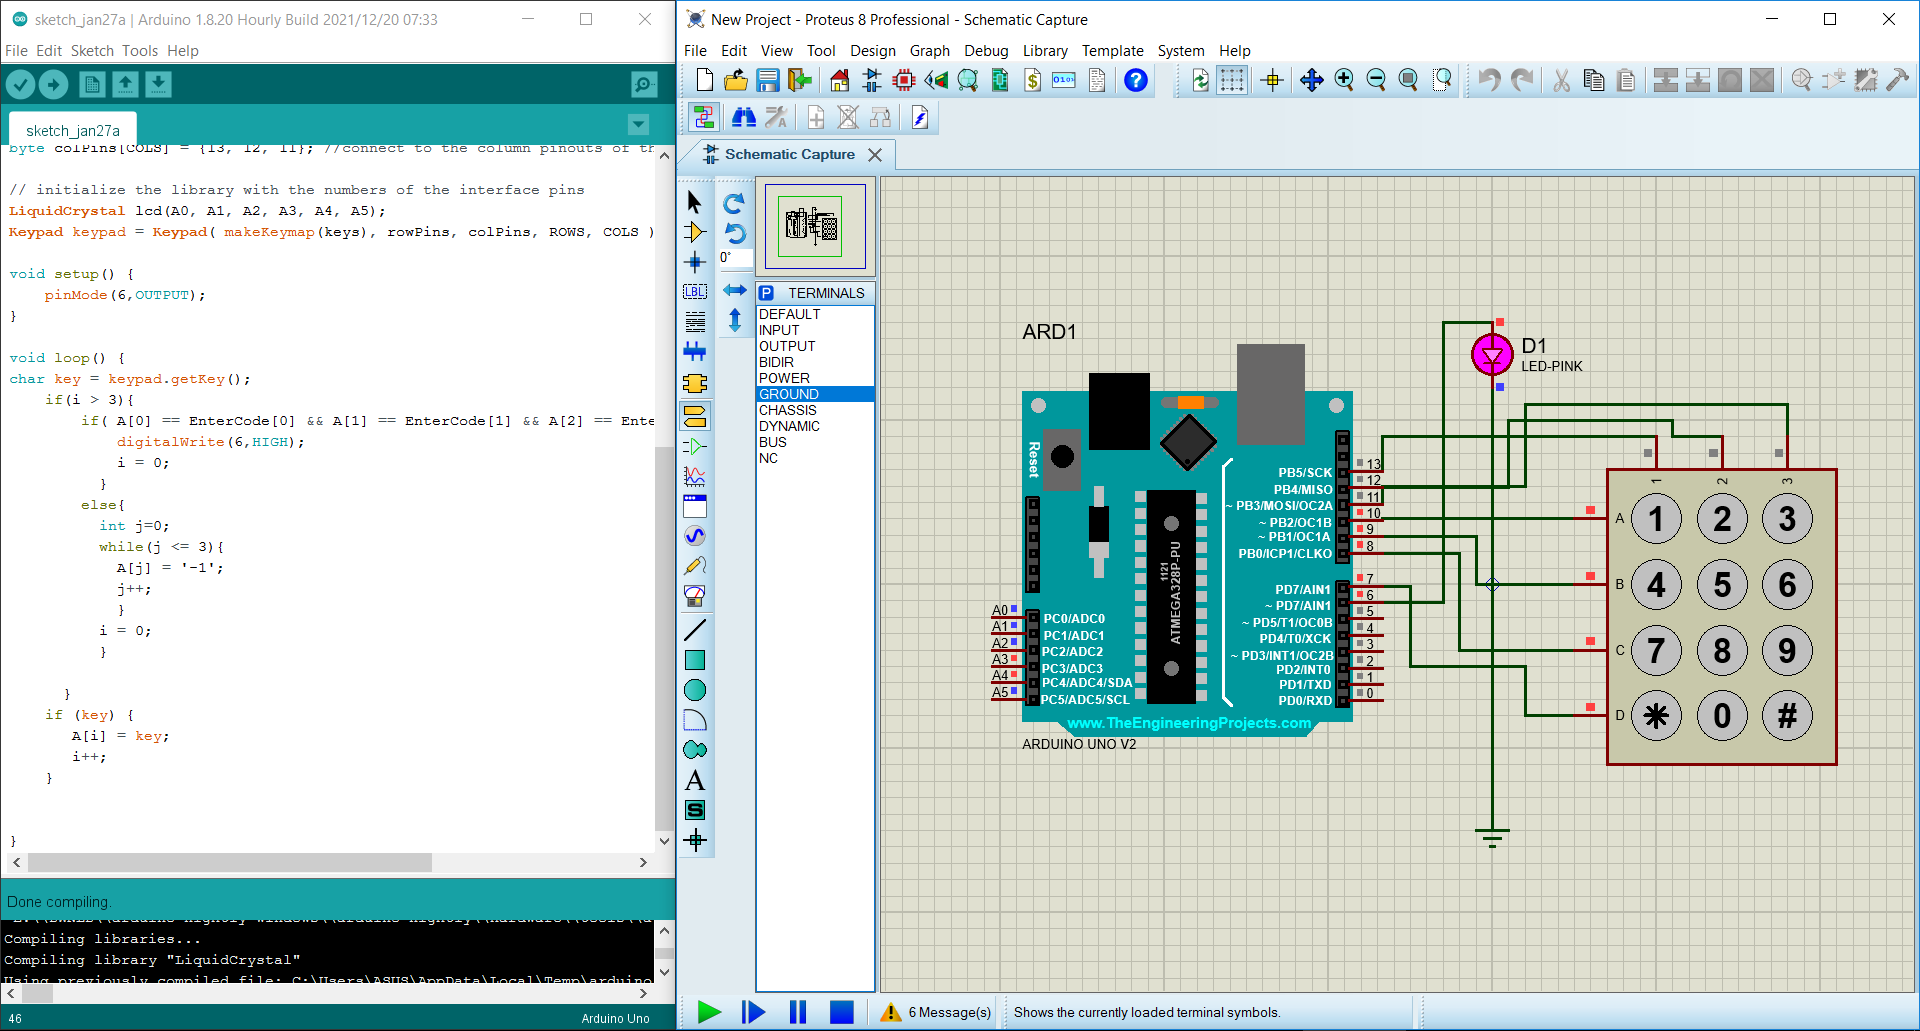 sketch_jan27a | Arduino 1.8.20 Hourly Build 2021/12/20 07:33
File Edit Sketch Tools Help
sketch_jan27a
byte colPins[COLS] = {13, 12, 11}; //connect to the column pinouts of th
// initialize the library with the numbers of the interface pins
LiquidCrystal lcd(A0, A1, A2, A3, A4, A5);
Keypad keypad = Keypad( makeKeymap(keys), rowPins, colPins, ROWS, COLS )
void setup() {
pinMode(6,OUTPUT);
}
void loop() {
char key = keypad.getKey();
if(i > 3){
if( A[0] == EnterCode[0] && A[1] == EnterCode[1] && A[2] == Ente
digitalWrite(6,HIGH);
i = 0;
}
else{
int j=0;
while(j <= 3){
A[j] = '-1';
j++;
}
i = 0;
}
}
if (key) {
A[i] = key;
i++;
}
}
Done compiling.
Compiling libraries...
Compiling library "LiquidCrystal"
Using previously compiled file: C:\Users\ASUS\AppData\Local\Temp\arduino
46
Arduino Uno
New Project - Proteus 8 Professional - Schematic Capture
File Edit View Tool Design Graph Debug Library Template System Help
Schematic Capture
0°
LBL
A
S
P TERMINALS
DEFAULT
INPUT
OUTPUT
BIDIR
POWER
GROUND
CHASSIS
DYNAMIC
BUS
NC
ARD1
Reset
1121
ATMEGA328P-PU
A0
A1
A2
A3
A4
A5
PC0/ADC0
PC1/ADC1
PC2/ADC2
PC3/ADC3
PC4/ADC4/SDA
PC5/ADC5/SCL
PB5/SCK 13
PB4/MISO 12
~ PB3/MOSI/OC2A 11
~ PB2/OC1B 10
~ PB1/OC1A 9
PB0/ICP1/CLKO 8
PD7/AIN1 7
~ PD7/AIN1 6
~ PD5/T1/OC0B 5
PD4/T0/XCK 4
~ PD3/INT1/OC2B 3
PD2/INT0 2
PD1/TXD 1
PD0/RXD 0
www.TheEngineeringProjects.com
ARDUINO UNO V2
D1
LED-PINK
1 2 3
A 1 2 3
B 4 5 6
C 7 8 9
D * 0 #
6 Message(s)
Shows the currently loaded terminal symbols.